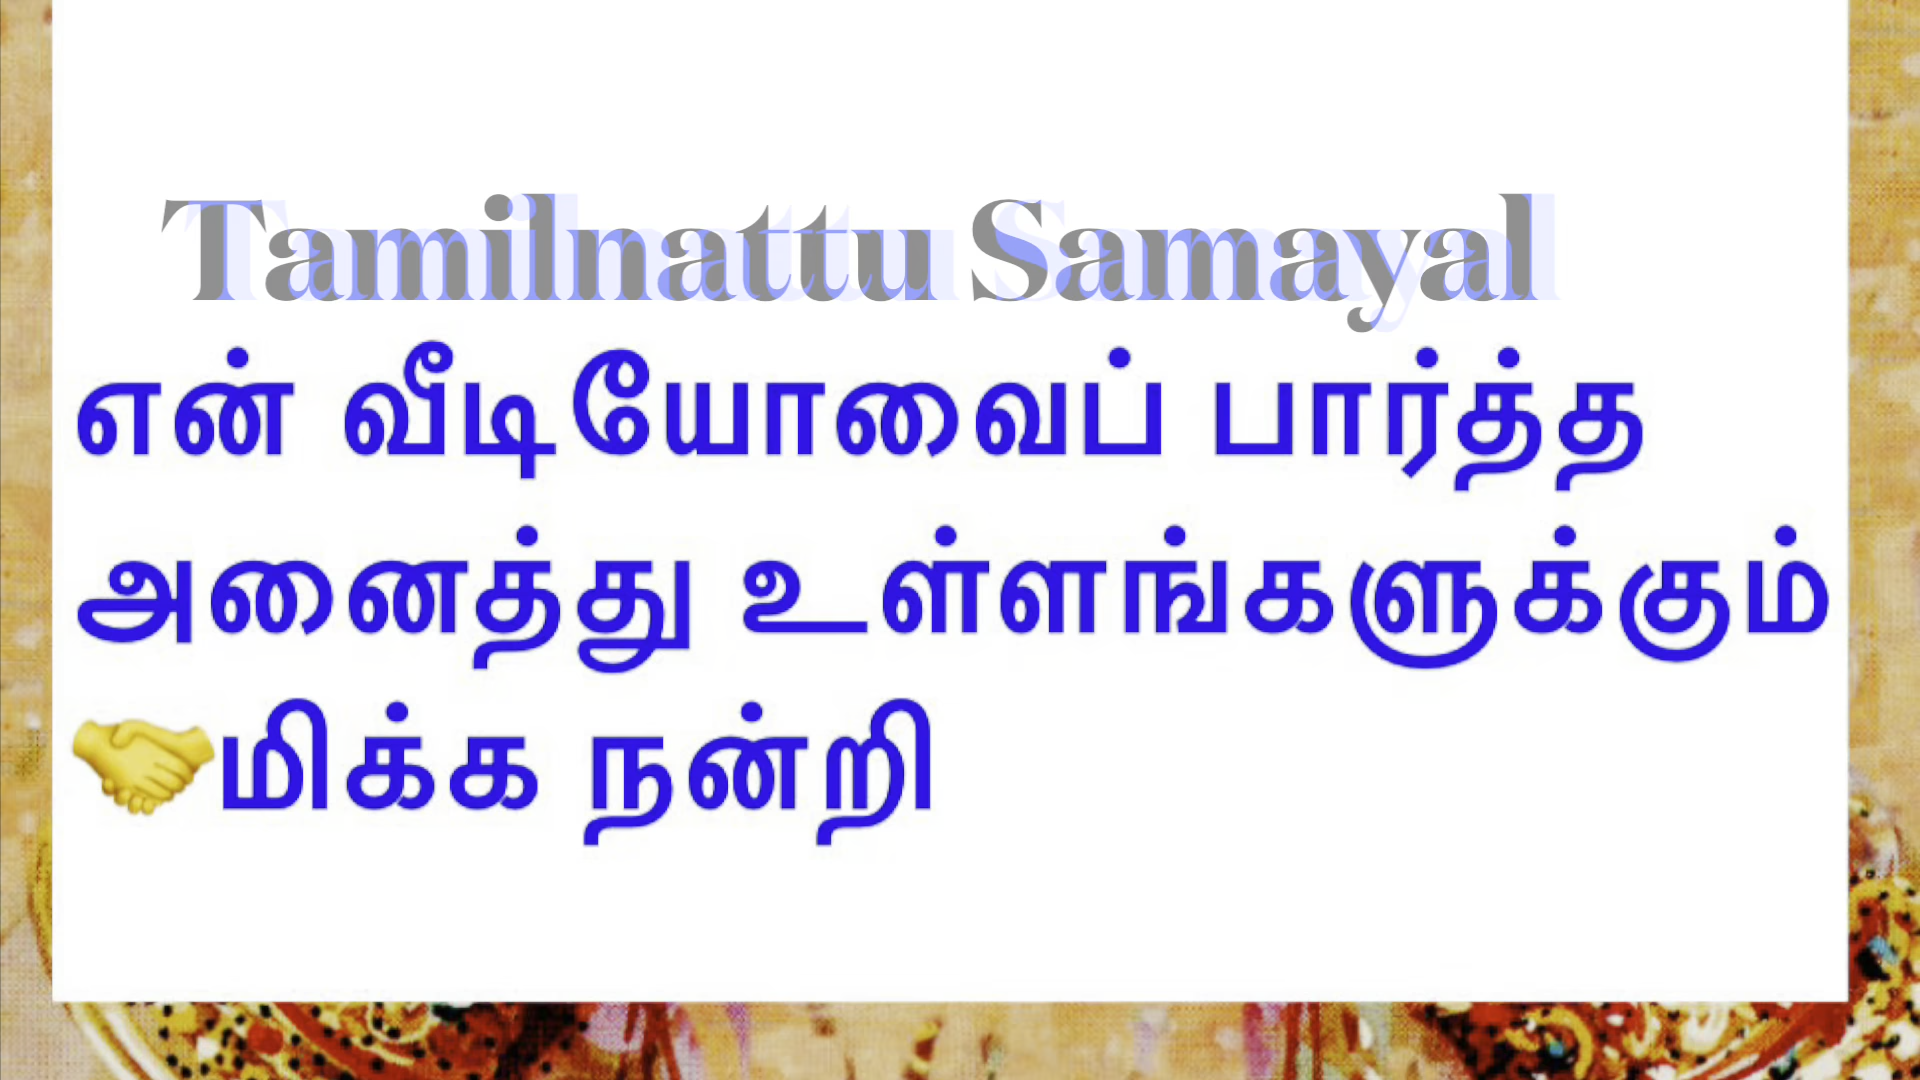 Tamilnattu Samayal
என் வீடியோவைப் பார்த்த
அனைத்து உள்ளங்களுக்கும்
🤝மிக்க நன்றி